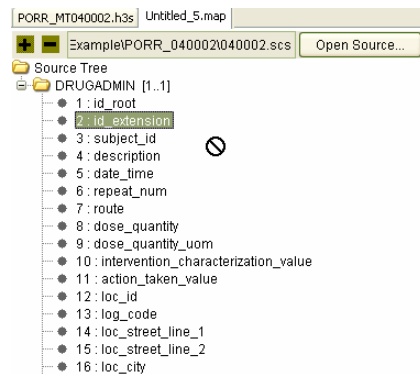 PORR_MT040002.h3s Untitled_5.map
Example\PORR_040002\040002.scs Open Source...
Source Tree
DRUGADMIN [1..1]
1 : id_root
2 : id_extension
3 : subject_id
4 : description
5 : date_time
6 : repeat_num
7 : route
8 : dose_quantity
9 : dose_quantity_uom
10 : intervention_characterization_value
11 : action_taken_value
12 : loc_id
13 : log_code
14 : loc_street_line_1
15 : loc_street_line_2
16 : loc_city